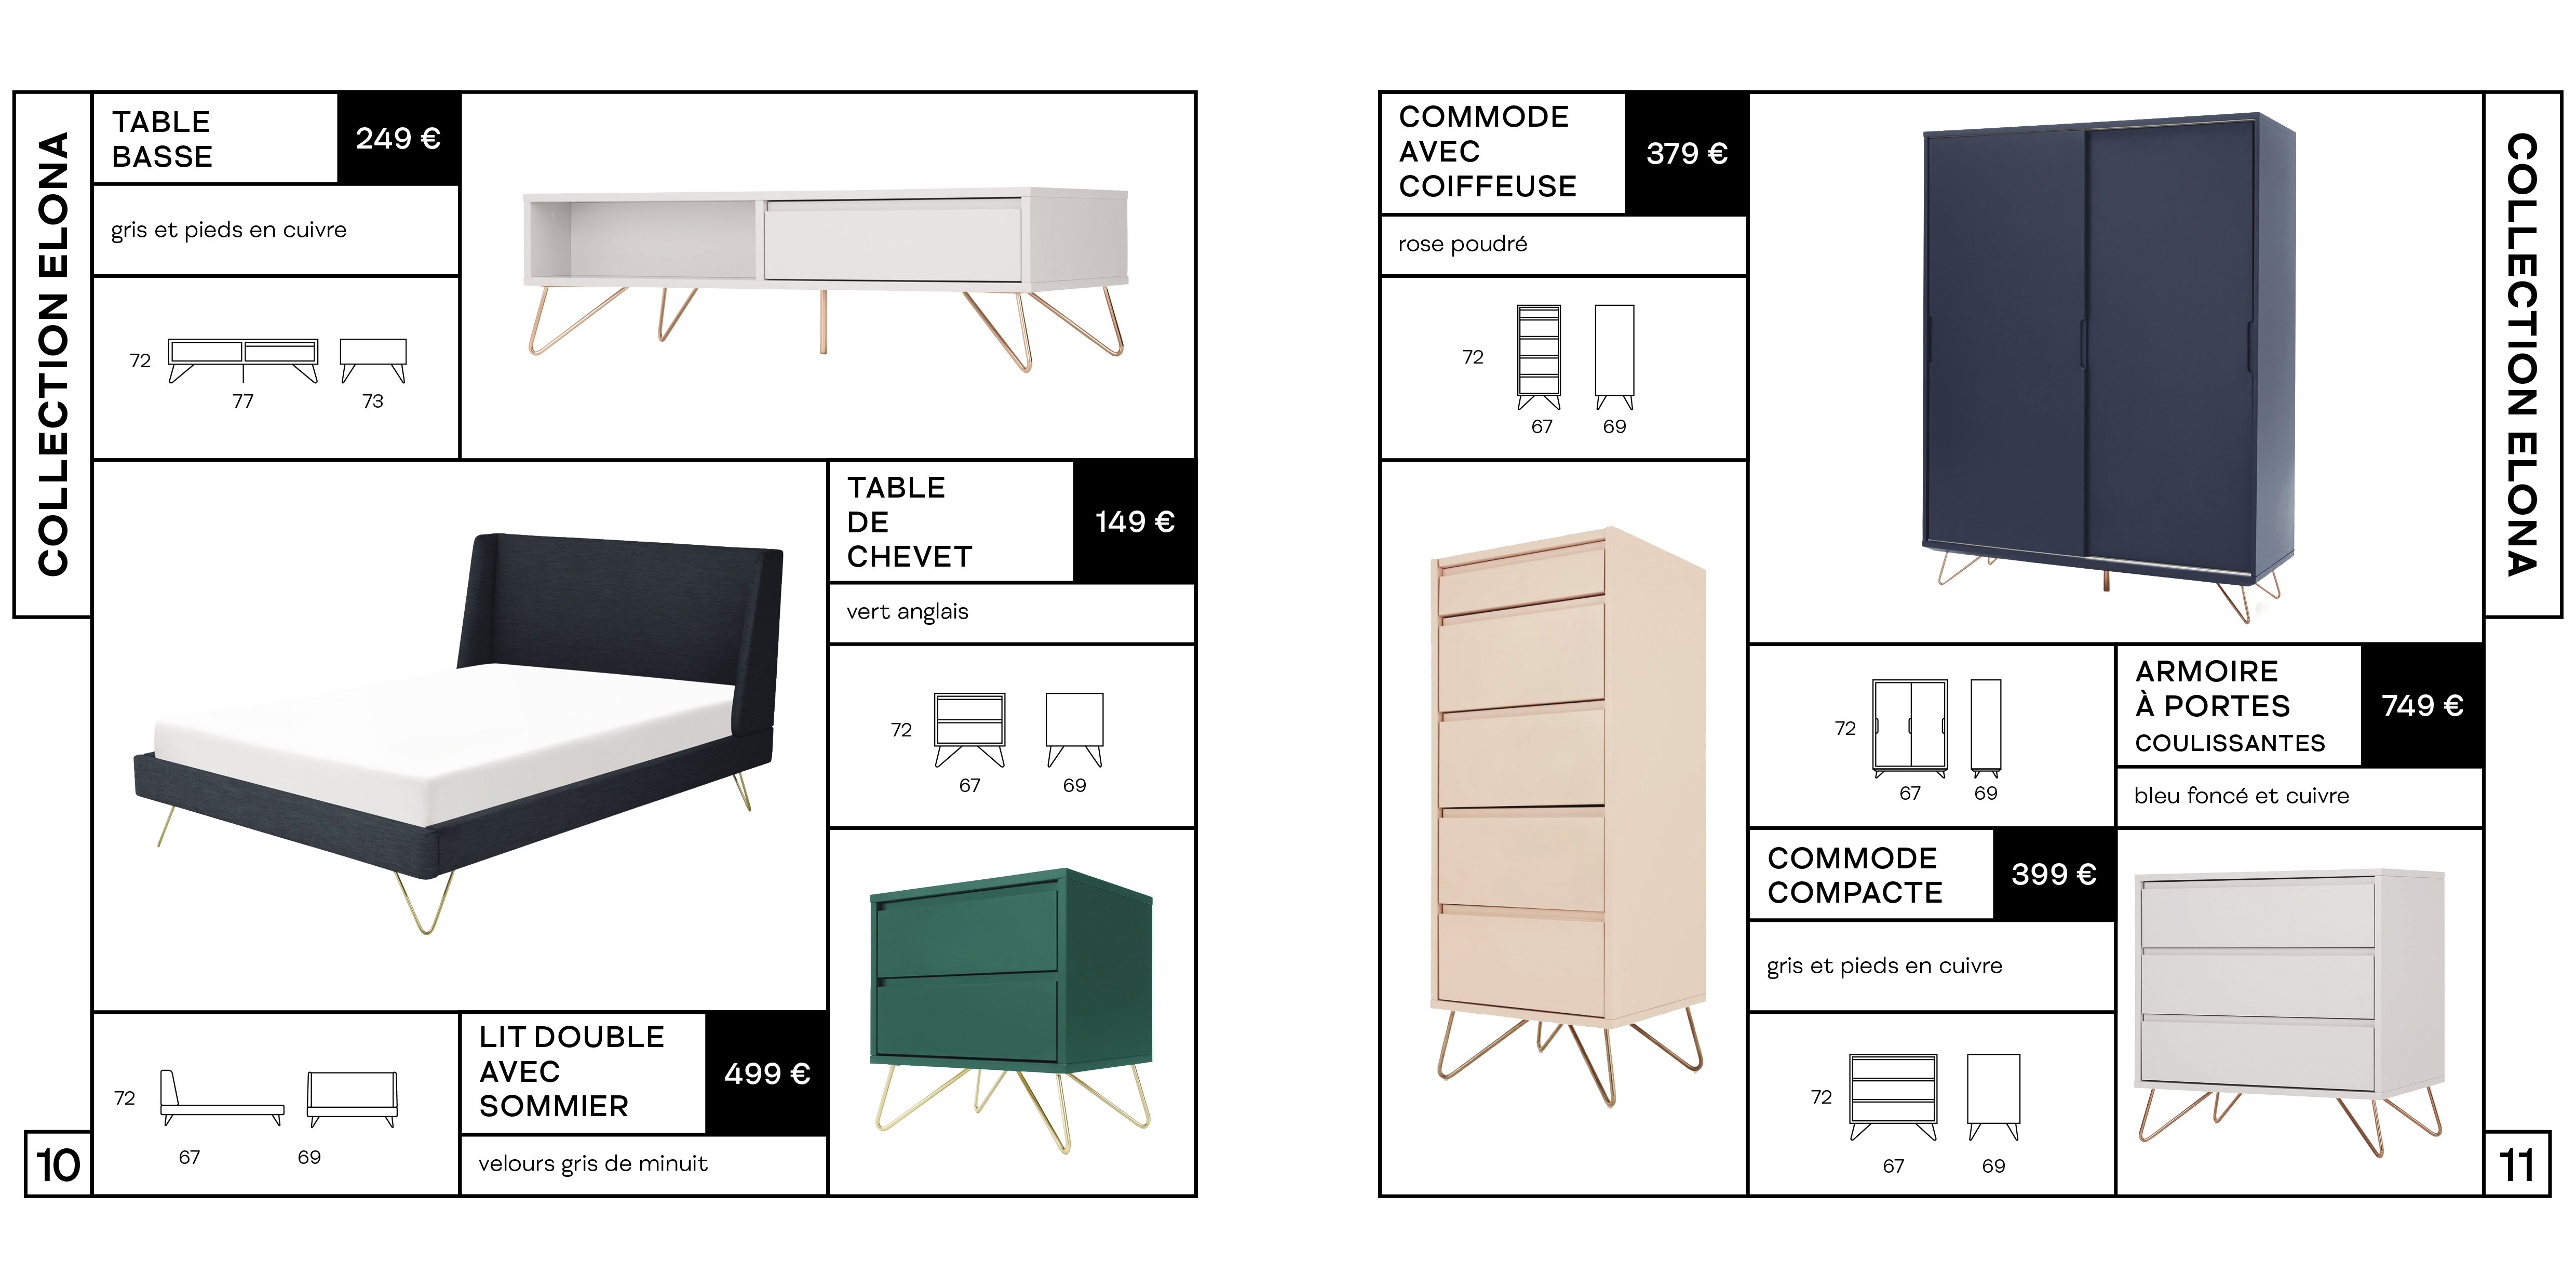 COLLECTION ELONA
TABLE
BASSE
249 €
gris et pieds en cuivre
72
77
73
TABLE
DE
CHEVET
149 €
vert anglais
72
67
69
72
67
69
LIT DOUBLE
AVEC
SOMMIER
499 €
velours gris de minuit
10
COMMODE
AVEC
COIFFEUSE
379 €
rose poudré
72
67
69
72
67
69
ARMOIRE
À PORTES
COULISSANTES
749 €
bleu foncé et cuivre
COMMODE
COMPACTE
399 €
gris et pieds en cuivre
72
67
69
COLLECTION ELONA
11